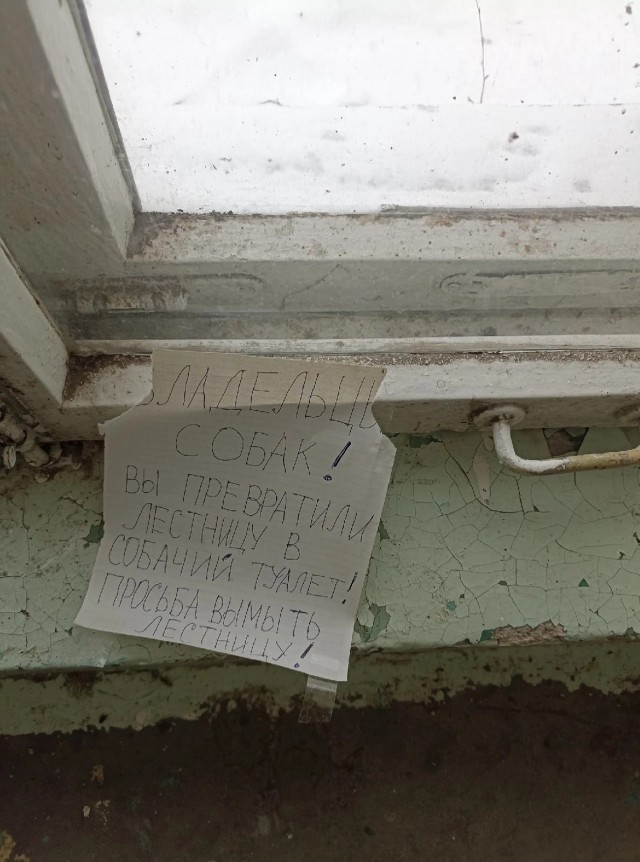 ВЛАДЕЛЬЦЫ
СОБАК!
ВЫ ПРЕВРАТИЛИ
ЛЕСТНИЦУ В
СОБАЧИЙ ТУАЛЕТ!
ПРОСЬБА ВЫМЫТЬ
ЛЕСТНИЦУ!